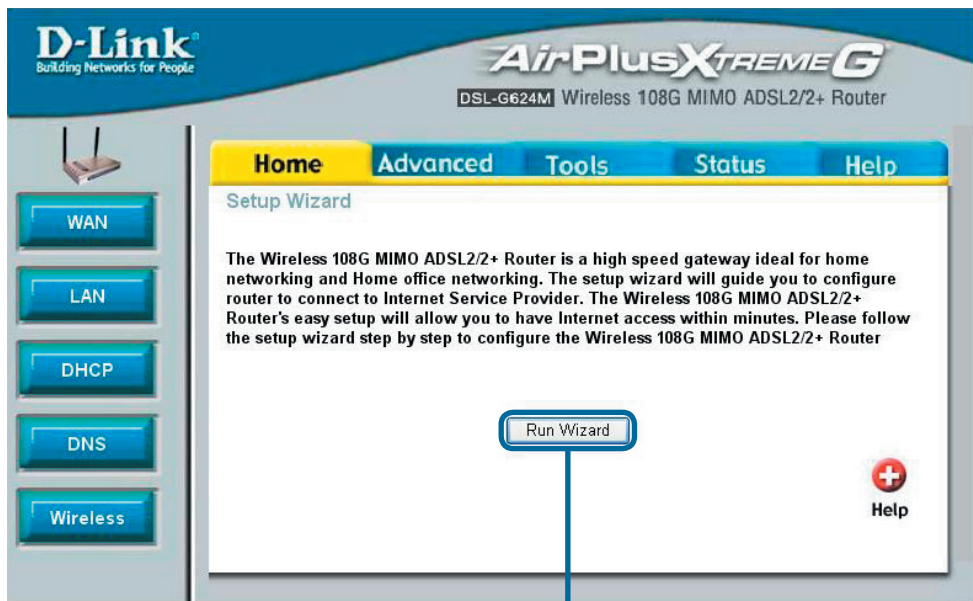 D-Link
Building Networks for People
AirPlusXTREMEG
DSL-G624M Wireless 108G MIMO ADSL2/2+ Router
Home Advanced Tools Status Help
WAN
LAN
DHCP
DNS
Wireless
Setup Wizard
The Wireless 108G MIMO ADSL2/2+ Router is a high speed gateway ideal for home
networking and Home office networking. The setup wizard will guide you to configure
router to connect to Internet Service Provider. The Wireless 108G MIMO ADSL2/2+
Router's easy setup will allow you to have Internet access within minutes. Please follow
the setup wizard step by step to configure the Wireless 108G MIMO ADSL2/2+ Router
Run Wizard
Help